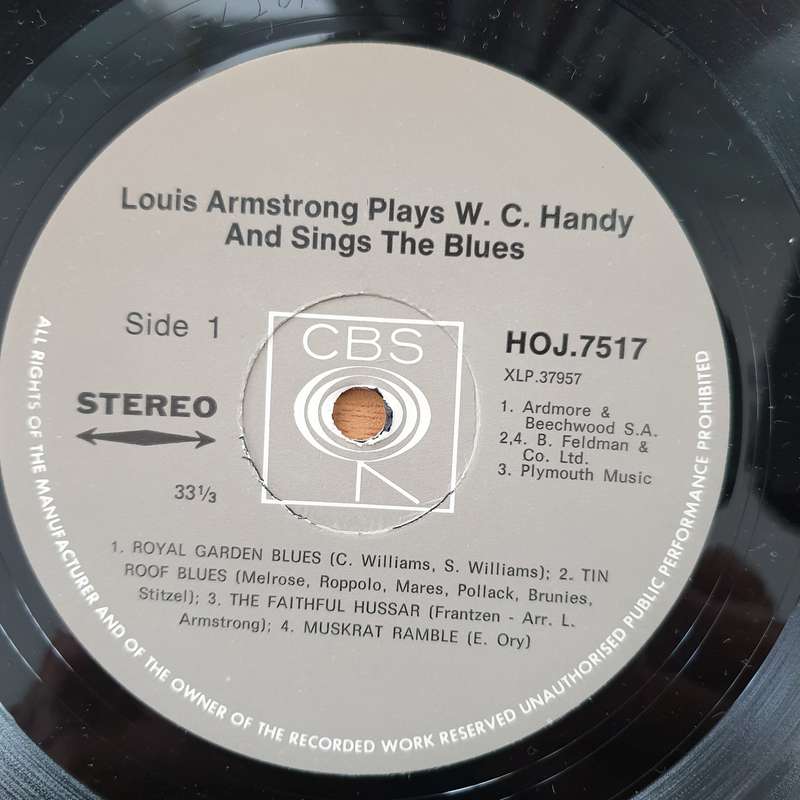 Louis Armstrong Plays W. C. Handy
And Sings The Blues
Side 1
CBS
HOJ.7517
XLP.37957
STEREO
33⅓
1. Ardmore &
Beechwood S.A.
2,4. B. Feldman &
Co. Ltd.
3. Plymouth Music
1. ROYAL GARDEN BLUES (C. Williams, S. Williams); 2. TIN
ROOF BLUES (Melrose, Roppolo, Mares, Pollack, Brunies,
Stitzel); 3. THE FAITHFUL HUSSAR (Frantzen - Arr. L.
Armstrong); 4. MUSKRAT RAMBLE (E. Ory)
ALL RIGHTS OF THE MANUFACTURER AND OF THE OWNER OF THE RECORDED WORK RESERVED UNAUTHORISED PUBLIC PERFORMANCE PROHIBITED